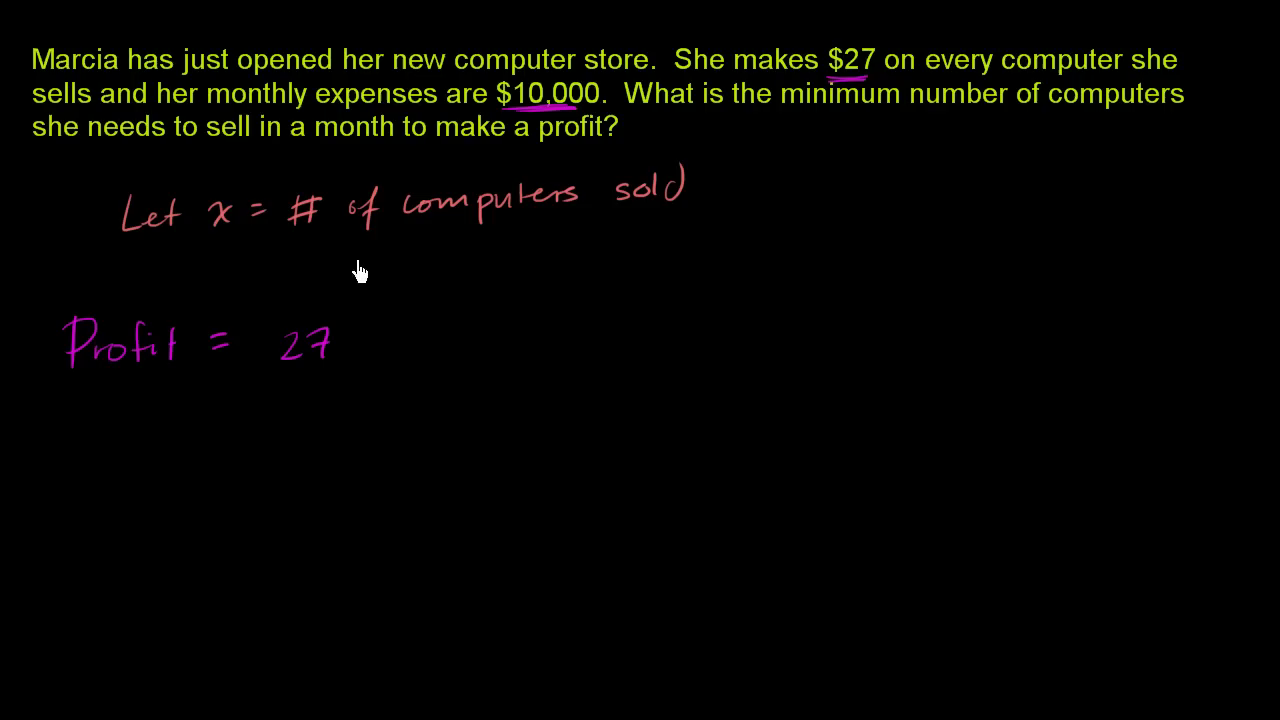 Marcia has just opened her new computer store.  She makes $27 on every computer she
sells and her monthly expenses are $10,000.  What is the minimum number of computers
she needs to sell in a month to make a profit?
Let x = # of computers sold
Profit = 27